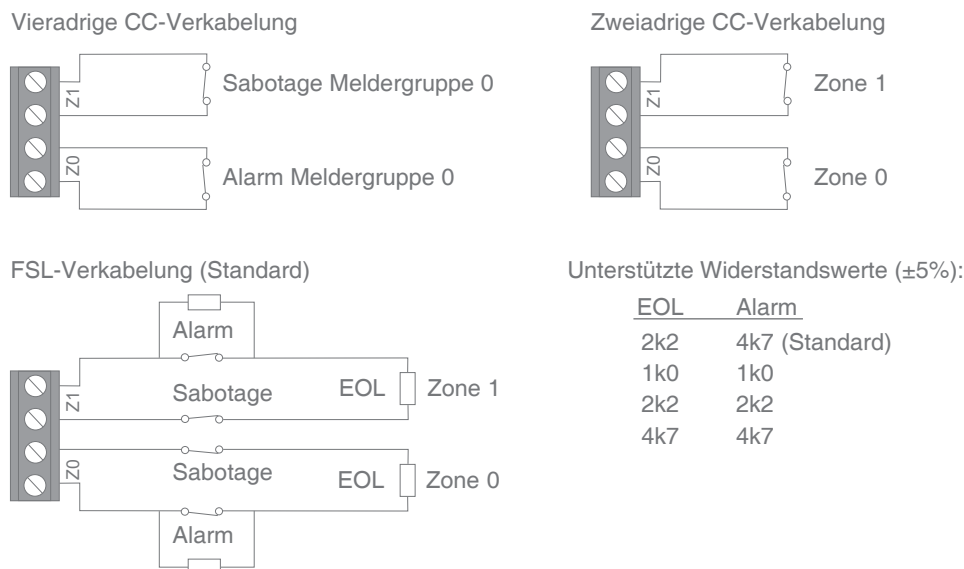 Vieradrige CC-Verkabelung
Z1
Sabotage Meldergruppe 0
Z0
Alarm Meldergruppe 0
Zweiadrige CC-Verkabelung
Z1
Zone 1
Z0
Zone 0
FSL-Verkabelung (Standard)
Alarm
Z1
Sabotage
EOL
Zone 1
Z0
Sabotage
EOL
Zone 0
Alarm
Unterstützte Widerstandswerte (±5%):
EOL Alarm
2k2 4k7 (Standard)
1k0 1k0
2k2 2k2
4k7 4k7